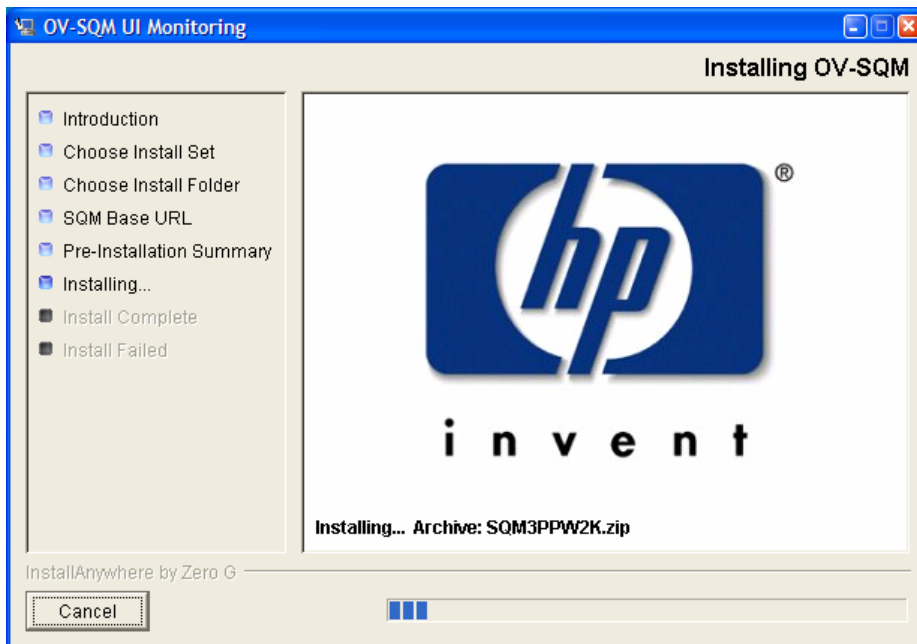 OV-SQM UI Monitoring
Installing OV-SQM
Introduction
Choose Install Set
Choose Install Folder
SQM Base URL
Pre-Installation Summary
Installing...
Install Complete
Install Failed
hp
®
invent
Installing... Archive: SQM3PPW2K.zip
InstallAnywhere by Zero G
Cancel